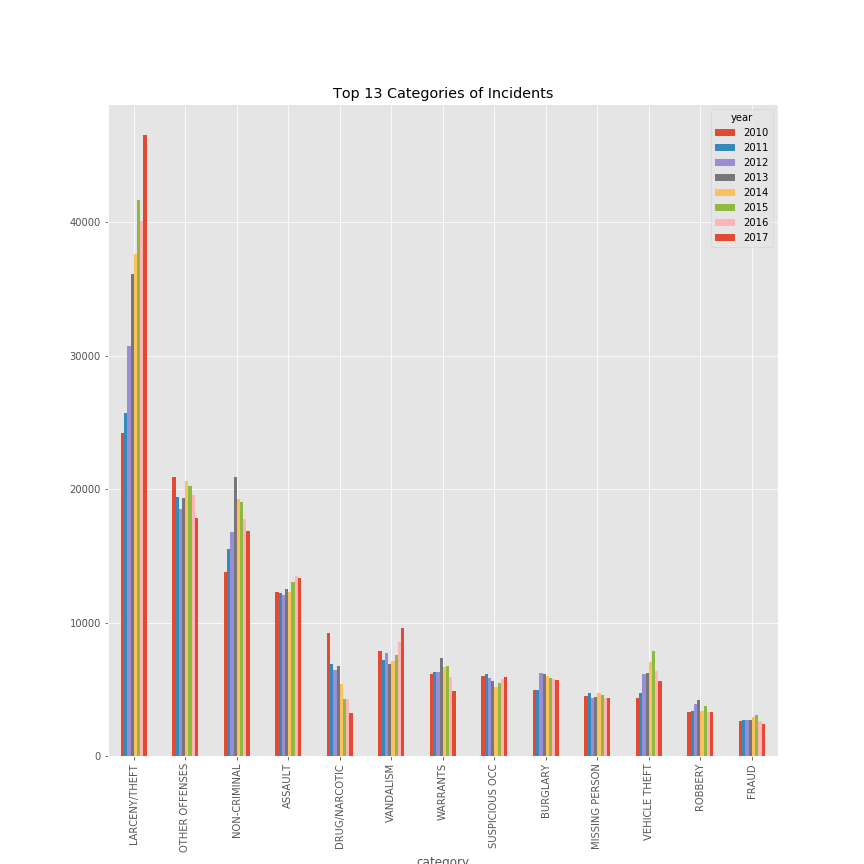 Top 13 Categories of Incidents
year
2010
2011
2012
2013
2014
2015
2016
2017
40000
30000
20000
10000
0
LARCENY/THEFT
OTHER OFFENSES
NON-CRIMINAL
ASSAULT
DRUG/NARCOTIC
VANDALISM
WARRANTS
SUSPICIOUS OCC
BURGLARY
MISSING PERSON
VEHICLE THEFT
ROBBERY
FRAUD
category